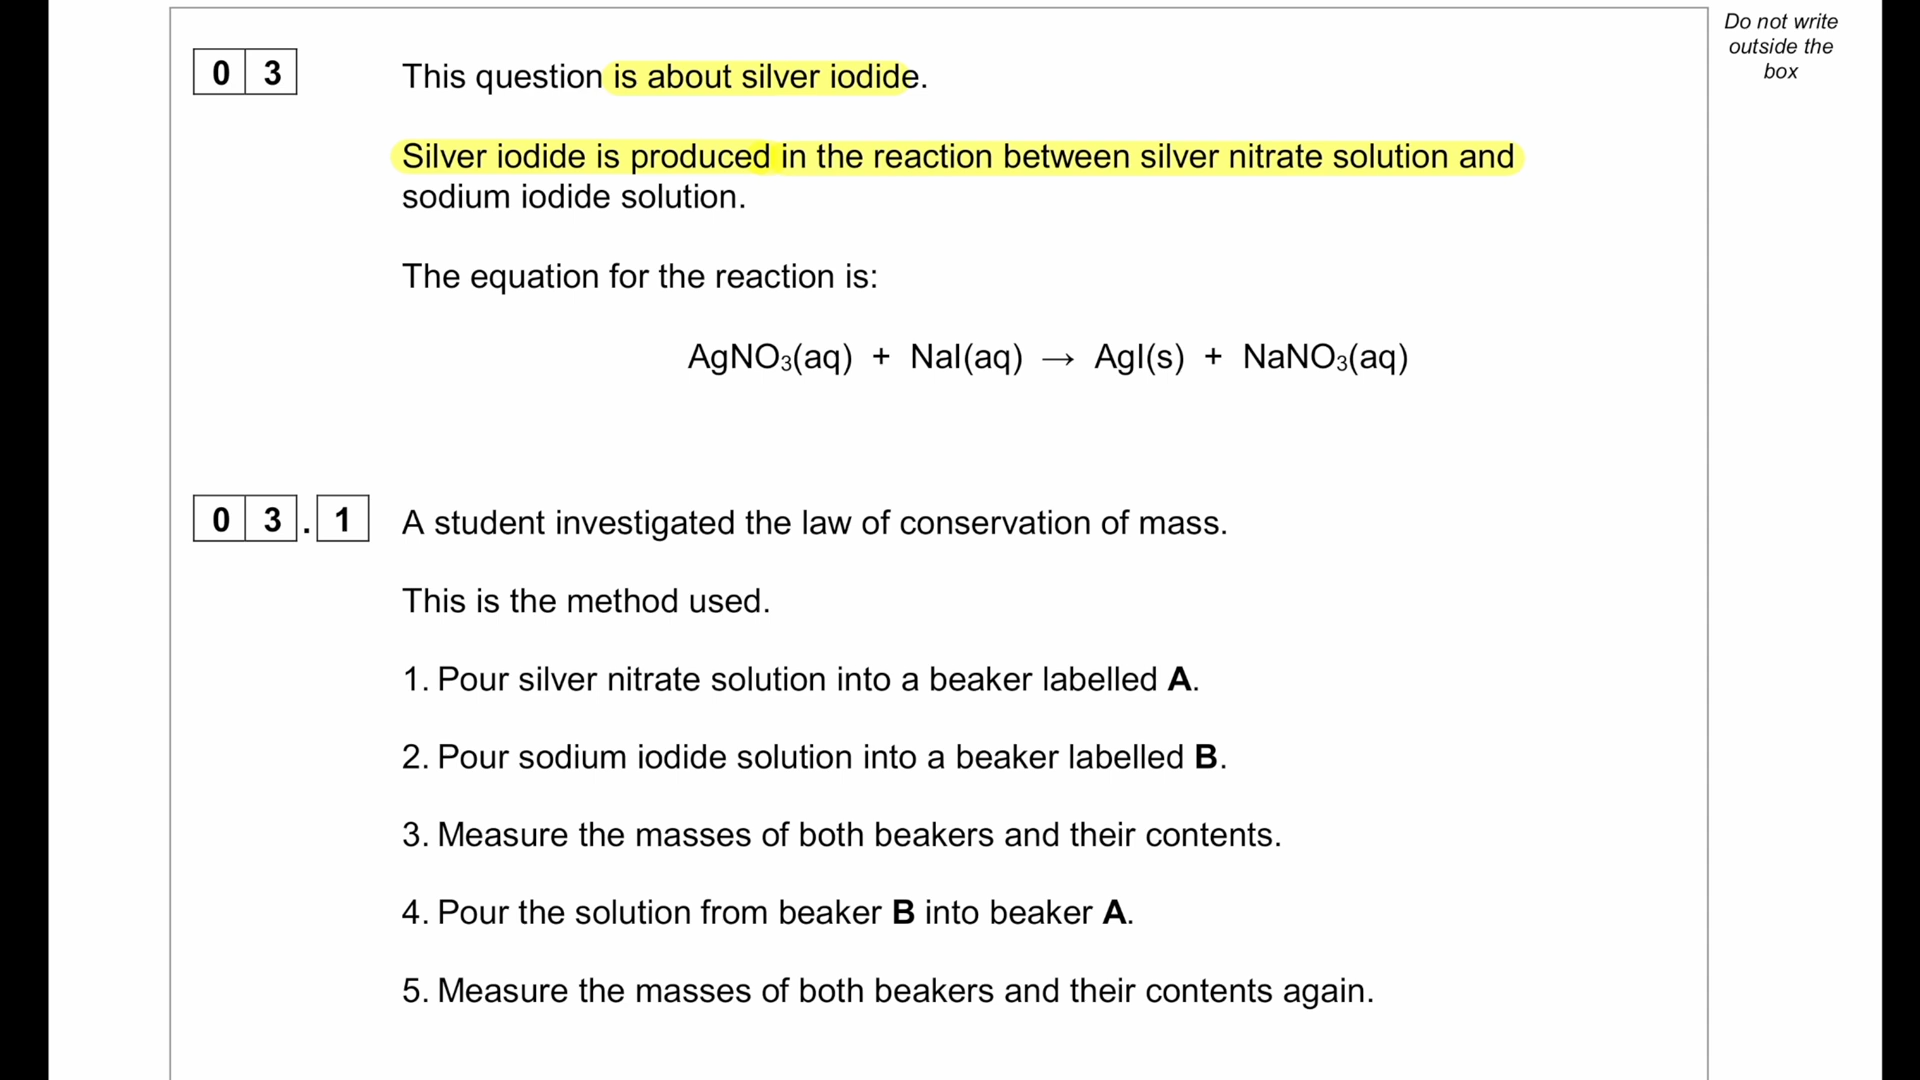 Do not write
outside the
box
0 3 This question is about silver iodide.
Silver iodide is produced in the reaction between silver nitrate solution and
sodium iodide solution.
The equation for the reaction is:
AgNO₃(aq) + NaI(aq) → AgI(s) + NaNO₃(aq)
0 3 . 1 A student investigated the law of conservation of mass.
This is the method used.
1. Pour silver nitrate solution into a beaker labelled A.
2. Pour sodium iodide solution into a beaker labelled B.
3. Measure the masses of both beakers and their contents.
4. Pour the solution from beaker B into beaker A.
5. Measure the masses of both beakers and their contents again.